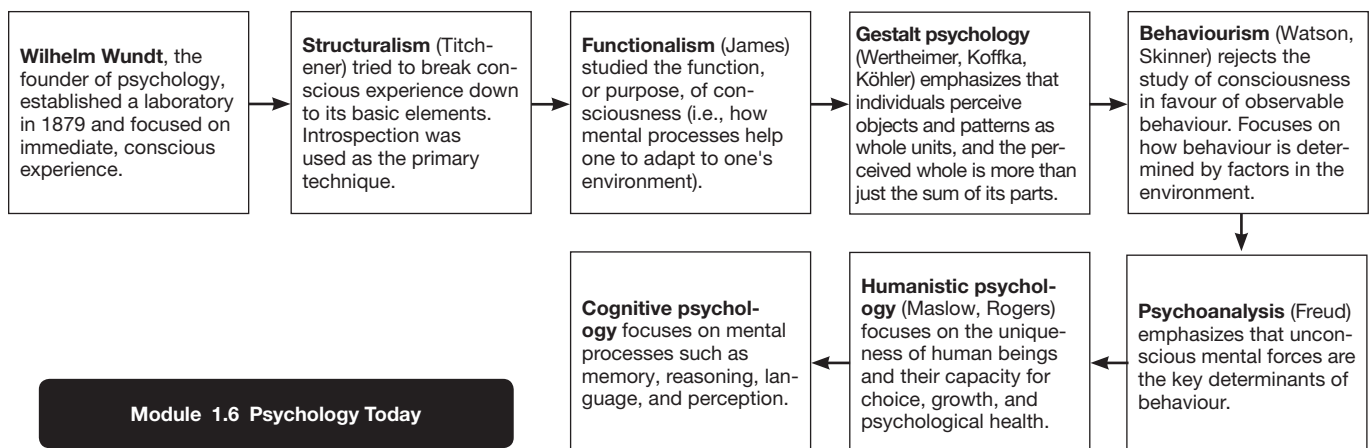 Wilhelm Wundt, the
founder of psychology,
established a laboratory
in 1879 and focused on
immediate, conscious
experience.
Structuralism (Titch-
ener) tried to break con-
scious experience down
to its basic elements.
Introspection was
used as the primary
technique.
Functionalism (James)
studied the function,
or purpose, of con-
sciousness (i.e., how
mental processes help
one to adapt to one's
environment).
Gestalt psychology
(Wertheimer, Koffka,
Köhler) emphasizes that
individuals perceive
objects and patterns as
whole units, and the per-
ceived whole is more than
just the sum of its parts.
Behaviourism (Watson,
Skinner) rejects the
study of consciousness
in favour of observable
behaviour. Focuses on
how behaviour is deter-
mined by factors in the
environment.
Psychoanalysis (Freud)
emphasizes that uncon-
scious mental forces are
the key determinants of
behaviour.
Humanistic psychol-
ogy (Maslow, Rogers)
focuses on the unique-
ness of human beings
and their capacity for
choice, growth, and
psychological health.
Cognitive psychol-
ogy focuses on mental
processes such as
memory, reasoning, lan-
guage, and perception.
Module 1.6 Psychology Today